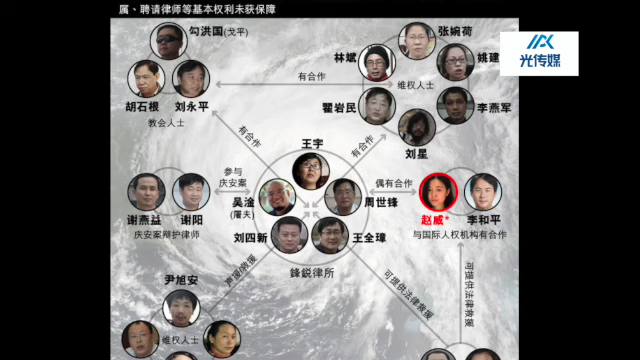 属、聘请律师等基本权利未获保障
光传媒
勾洪国(戈平)
胡石根
刘永平
教会人士
有合作
张婉荷
林斌
姚建
维权人士
翟岩民
李燕军
刘星
有合作
有合作
王宇
参与
庆安案
吴淦
(屠夫)
周世锋
偶有合作
赵威*
李和平
与国际人权机构有合作
谢燕益
谢阳
庆安案辩护律师
刘四新
王全璋
鋒銳律所
尹旭安
维权人士
声援/救援
可提供法律救援
可提供法律救援